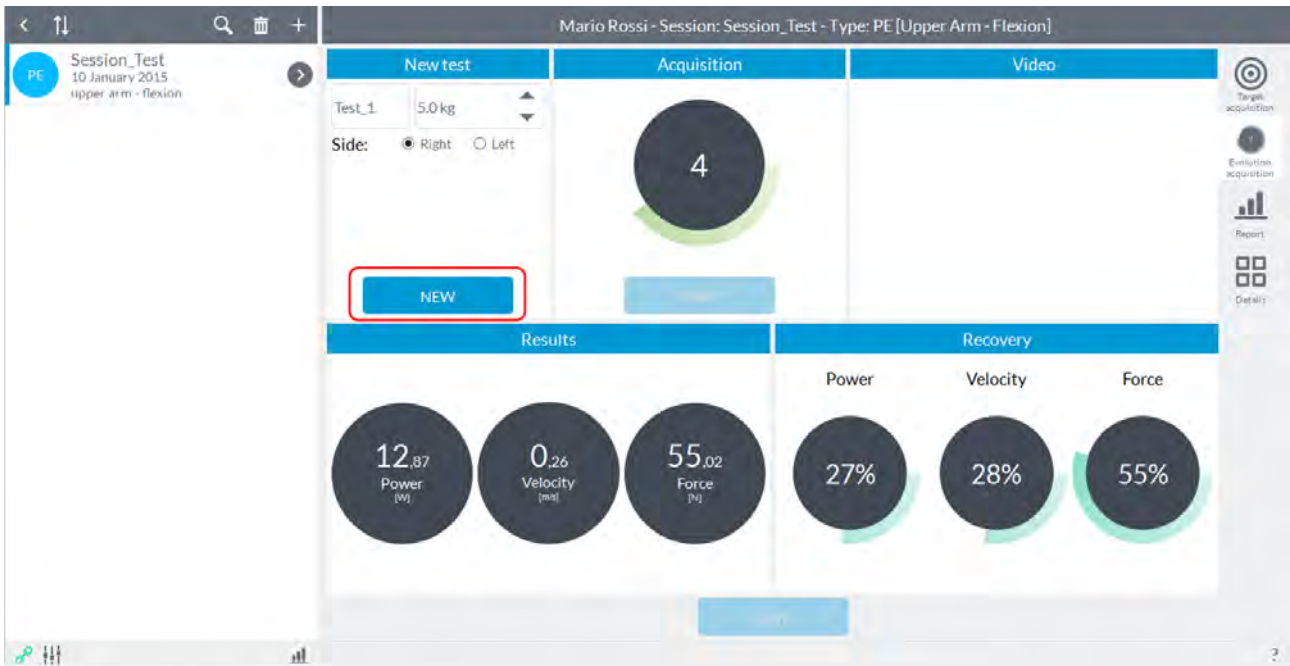 Mario Rossi - Session: Session_Test - Type: PE [Upper Arm - Flexion]
PE
Session_Test
10 January 2015
upper arm - flexion
New test
Acquisition
Video
Test_1
5.0 kg
Side:
Right
Left
NEW
4
Target
acquisition
Evolution
acquisition
Report
Details
Results
Recovery
12,87
Power
[W]
0,26
Velocity
[m/s]
55,02
Force
[N]
Power
Velocity
Force
27%
28%
55%
?